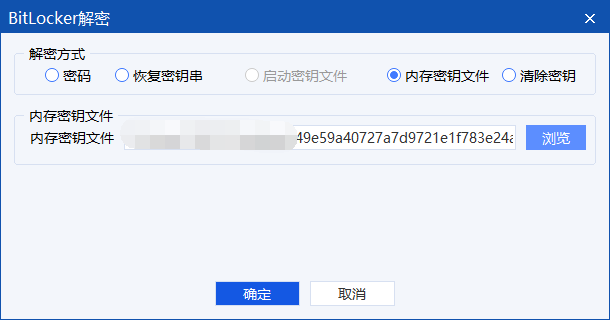 BitLocker解密
解密方式
密码 恢复密钥串 启动密钥文件 内存密钥文件 清除密钥
内存密钥文件
内存密钥文件 49e59a40727a7d9721e1f783e24a 浏览
确定 取消